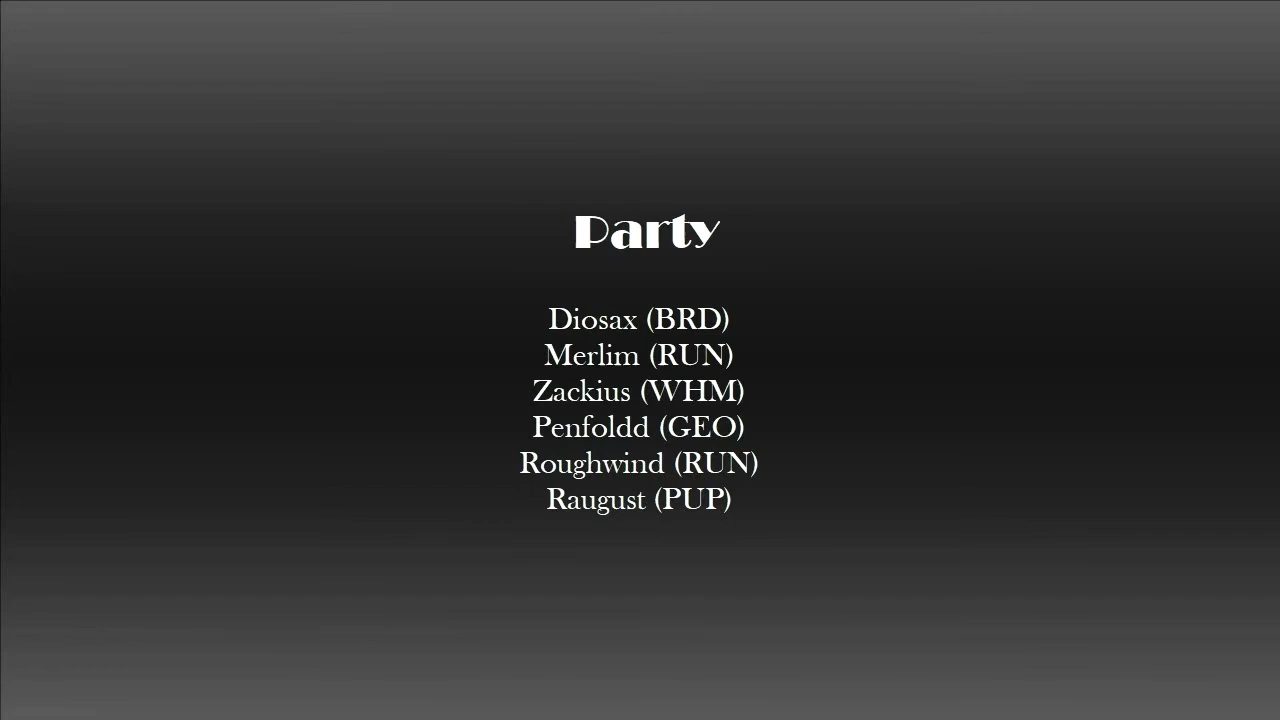 Party
Diosax (BRD)
Merlim (RUN)
Zackius (WHM)
Penfoldd (GEO)
Roughwind (RUN)
Raugust (PUP)